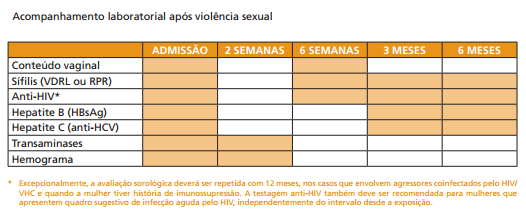 Acompanhamento laboratorial após violência sexual
ADMISSÃO 2 SEMANAS 6 SEMANAS 3 MESES 6 MESES
Conteúdo vaginal
Sífilis (VDRL ou RPR)
Anti-HIV*
Hepatite B (HBsAg)
Hepatite C (anti-HCV)
Transaminases
Hemograma
* Excepcionalmente, a avaliação sorológica deverá ser repetida com 12 meses, nos casos que envolvem agressores coinfectados pelo HIV/
VHC e quando a mulher tiver história de imunossupressão. A testagem anti-HIV também deve ser recomendada para mulheres que
apresentem quadro sugestivo de infecção aguda pelo HIV, independentemente do intervalo desde a exposição.